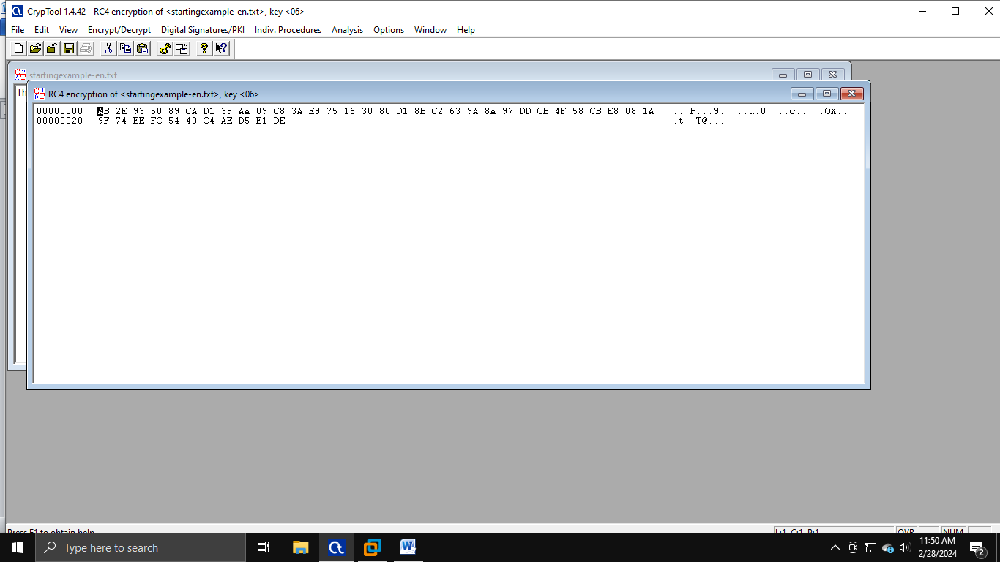 CrypTool 1.4.42 - RC4 encryption of <startingexample-en.txt>, key <06>
File Edit View Encrypt/Decrypt Digital Signatures/PKI Indiv. Procedures Analysis Options Window Help
startingexample-en.txt
Th
RC4 encryption of <startingexample-en.txt>, key <06>
00000000 AB 2E 93 50 89 CA D1 39 AA 09 C8 3A E9 75 16 30 80 D1 8B C2 63 9A 8A 97 DD CB 4F 58 CB E8 08 1A ...P...9...:.u.0....c.....OX....
00000020 9F 74 EE FC 54 40 C4 AE D5 E1 DE .t..T@.....
Press F1 to obtain help
L:1 C:1 P:1 OVR NUM
Type here to search
11:50 AM
2/28/2024
2